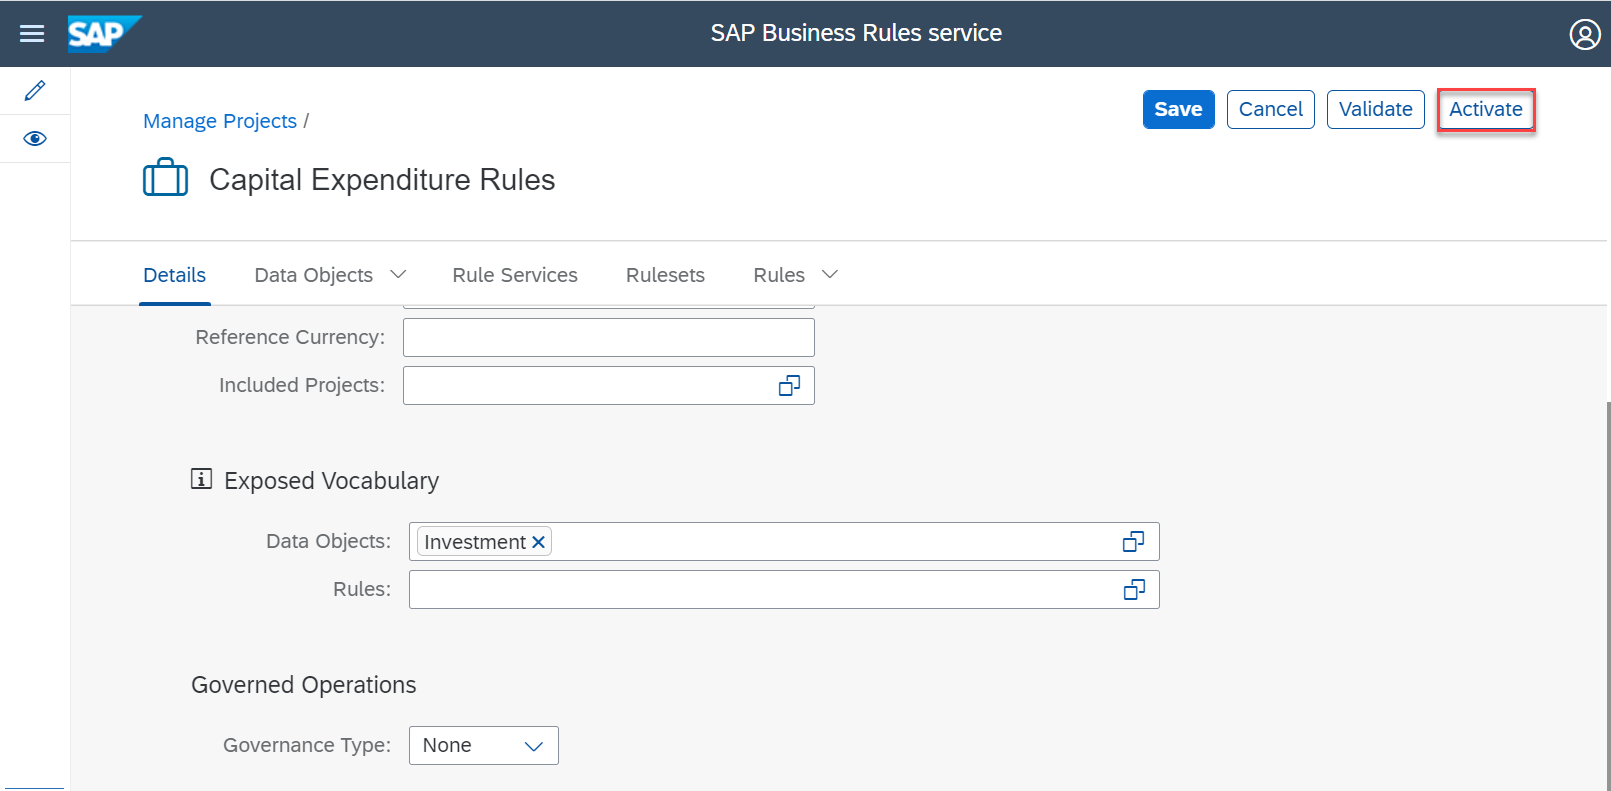 SAP
SAP Business Rules service
Manage Projects /
Save
Cancel
Validate
Activate
Capital Expenditure Rules
Details
Data Objects
Rule Services
Rulesets
Rules
Reference Currency:
Included Projects:
Exposed Vocabulary
Data Objects:
Investment
Rules:
Governed Operations
Governance Type:
None